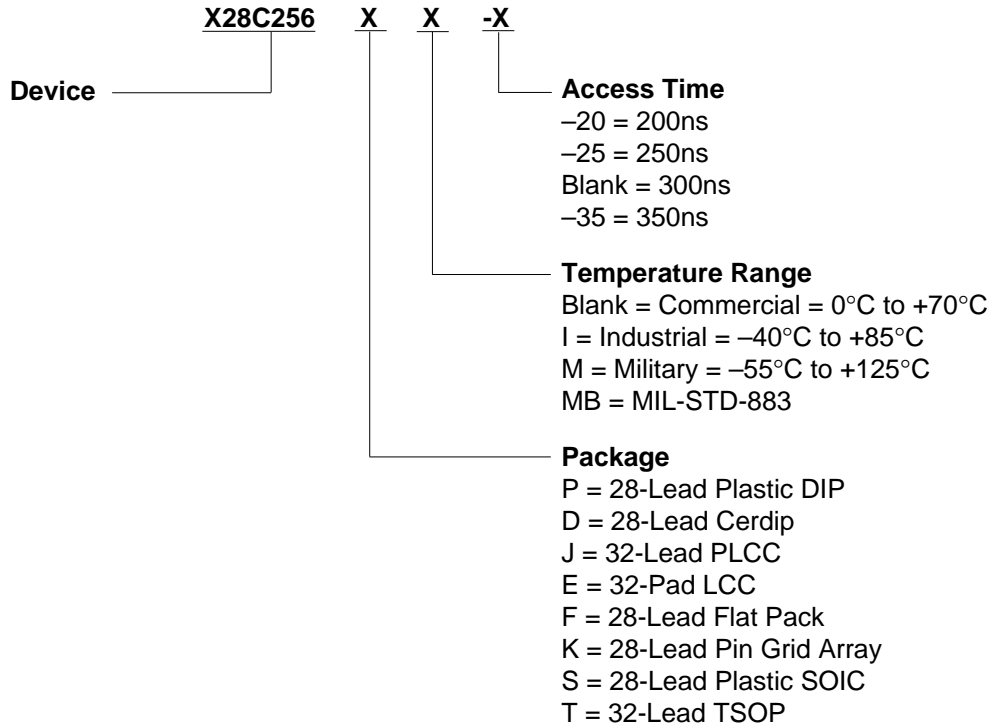 X28C256 X X -X
Device
Access Time
–20 = 200ns
–25 = 250ns
Blank = 300ns
–35 = 350ns
Temperature Range
Blank = Commercial = 0°C to +70°C
I = Industrial = –40°C to +85°C
M = Military = –55°C to +125°C
MB = MIL-STD-883
Package
P = 28-Lead Plastic DIP
D = 28-Lead Cerdip
J = 32-Lead PLCC
E = 32-Pad LCC
F = 28-Lead Flat Pack
K = 28-Lead Pin Grid Array
S = 28-Lead Plastic SOIC
T = 32-Lead TSOP